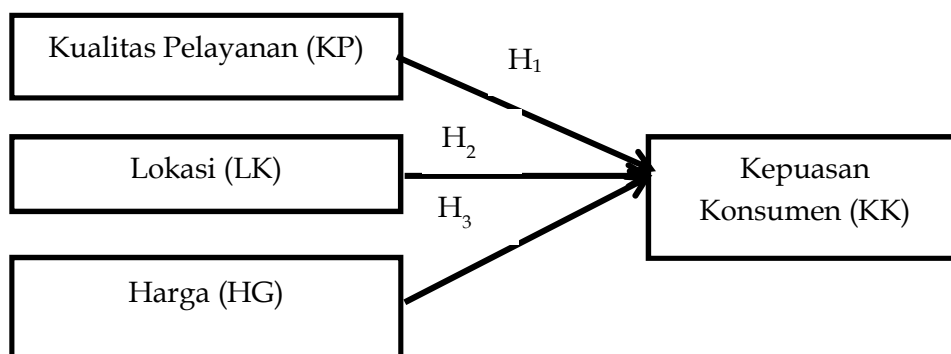 Kualitas Pelayanan (KP)
H₁
Lokasi (LK)
H₂
H₃
Kepuasan
Konsumen (KK)
Harga (HG)